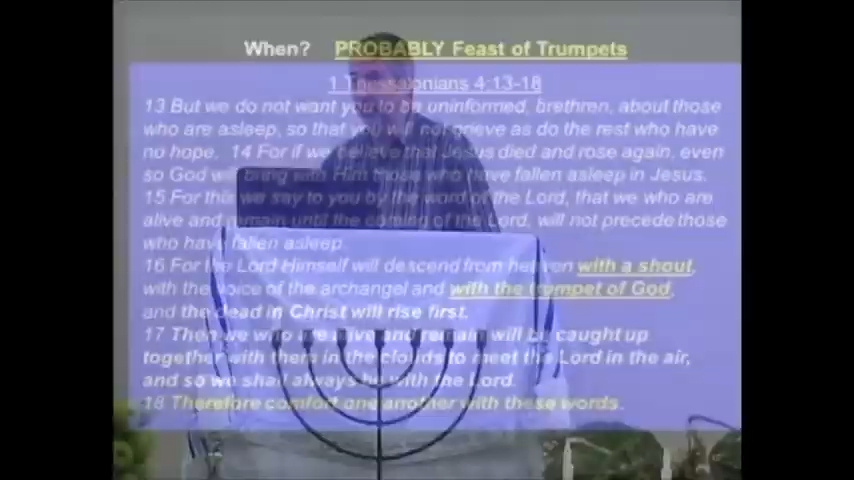 When? PROBABLY Feast of Trumpets
1 Thessalonians 4:13-18
13 But we do not want you to be uninformed, brethren, about those
who are asleep, so that you will not grieve as do the rest who have
no hope. 14 For if we believe that Jesus died and rose again, even
so God will bring with Him those who have fallen asleep in Jesus.
15 For this we say to you by the word of the Lord, that we who are
alive and remain until the coming of the Lord, will not precede those
who have fallen asleep.
16 For the Lord Himself will descend from heaven with a shout,
with the voice of the archangel and with the trumpet of God,
and the dead in Christ will rise first.
17 Then we who are alive and remain will be caught up
together with them in the clouds to meet the Lord in the air,
and so we shall always be with the Lord.
18 Therefore comfort one another with these words.